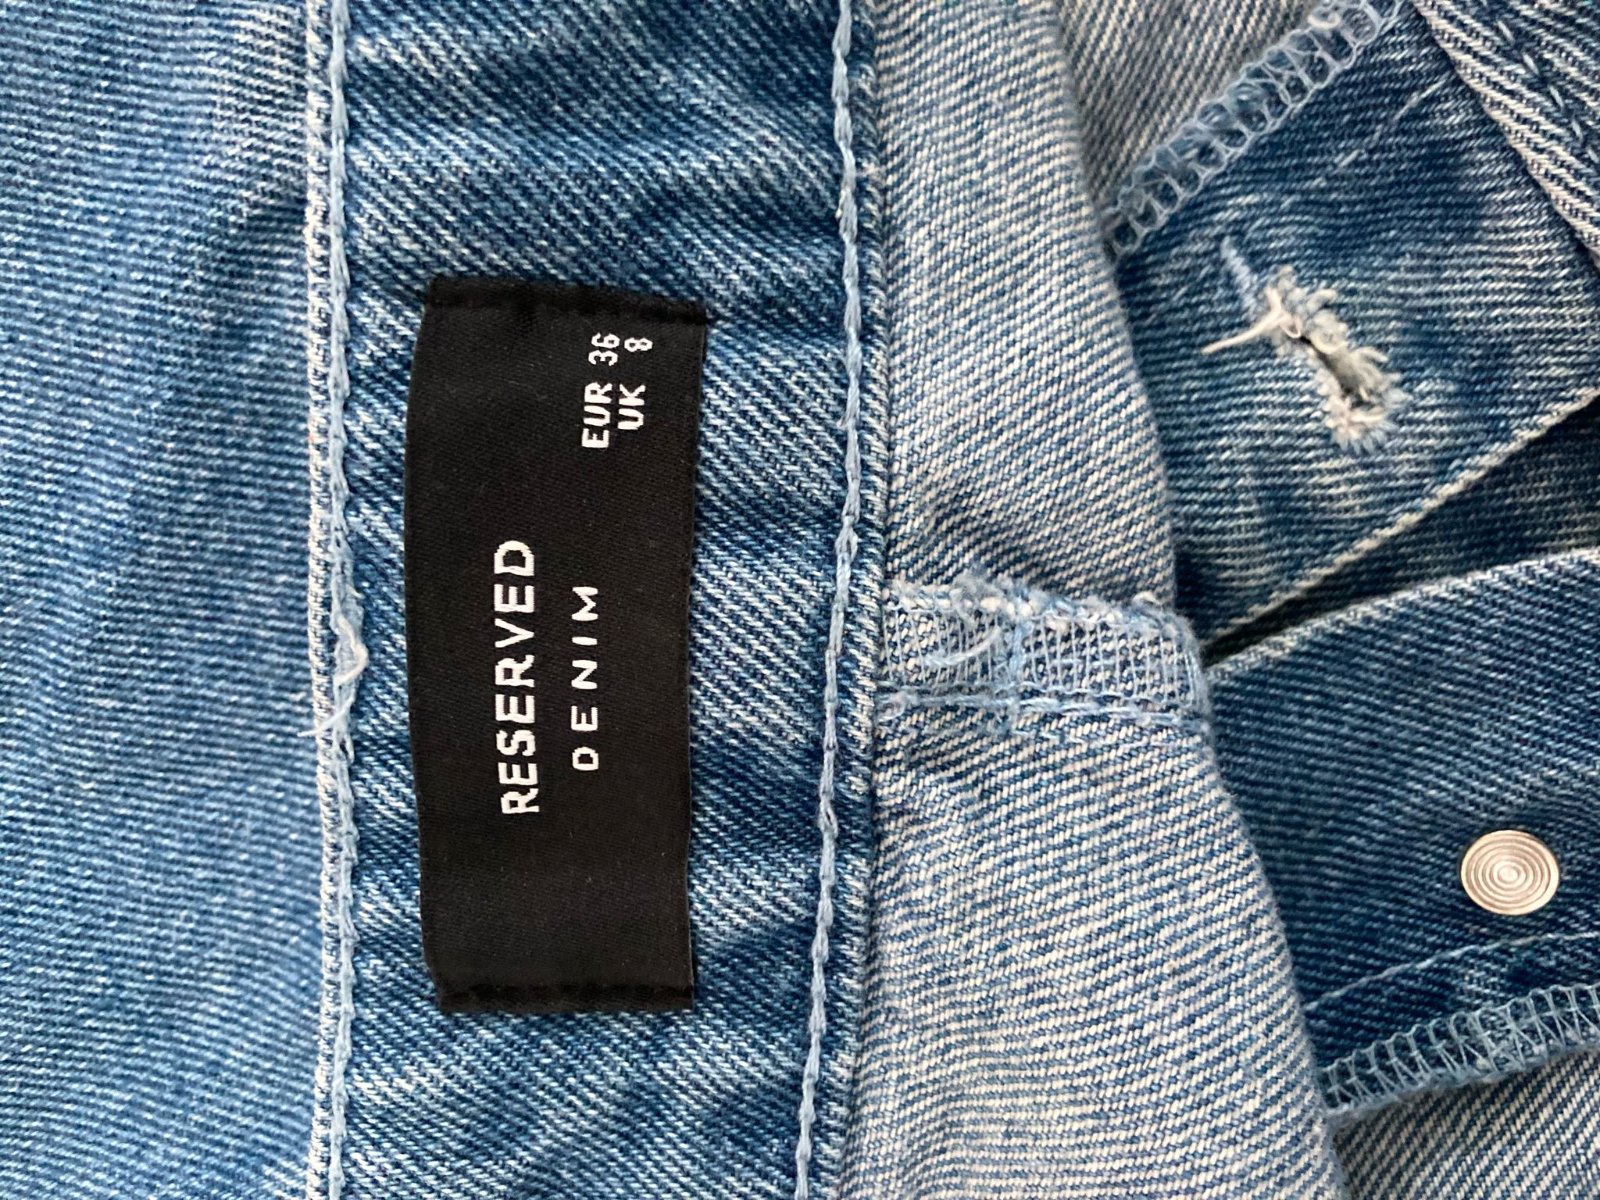 EUR 36
UK 8
RESERVED
DENIM